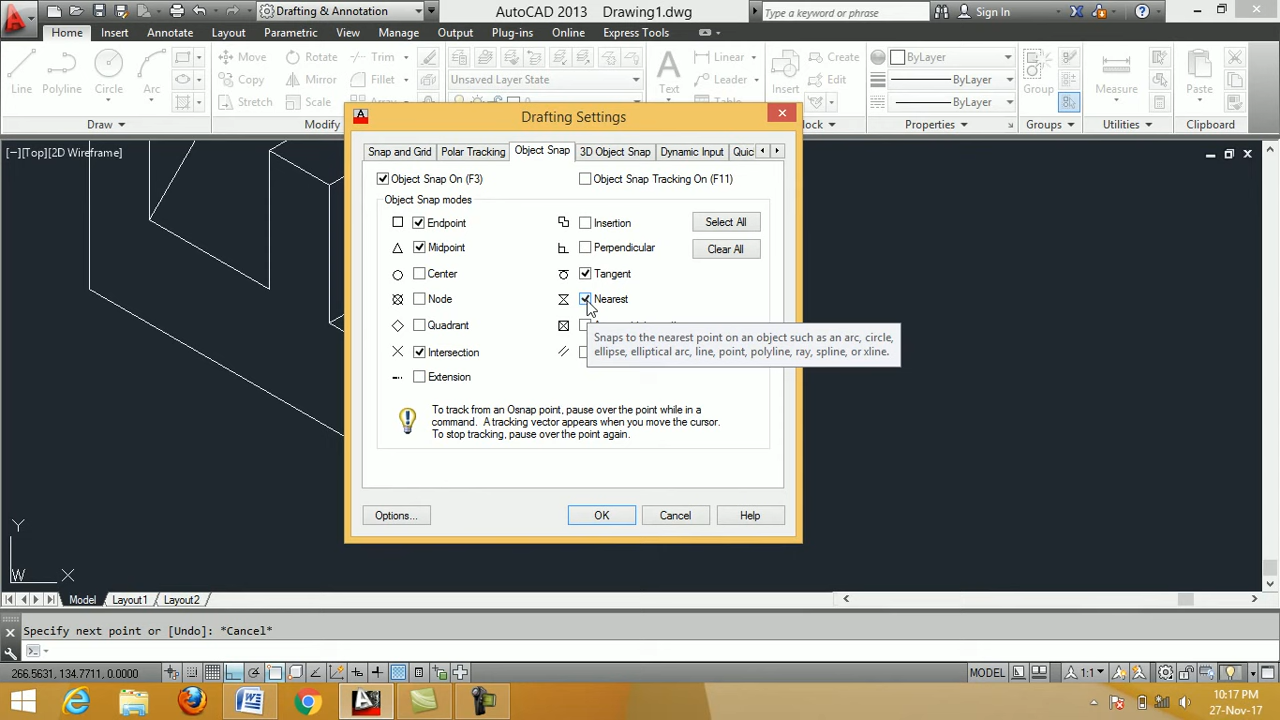 Drafting & Annotation
AutoCAD 2013 Drawing1.dwg
Type a keyword or phrase
Sign In
Home Insert Annotate Layout Parametric View Manage Output Plug-ins Online Express Tools
Line Polyline Circle Arc
Move Rotate Trim
Copy Mirror Fillet
Stretch Scale
Draw
Modify
Unsaved Layer State
0
Text
Linear
Leader
Table
Insert
Create
Edit
ByLayer
ByLayer
ByLayer
Properties
Group
Groups
Measure
Utilities
Paste
Clipboard
[−][Top][2D Wireframe]
Drafting Settings
Snap and Grid Polar Tracking Object Snap 3D Object Snap Dynamic Input Quic
Object Snap On (F3) Object Snap Tracking On (F11)
Object Snap modes
Endpoint Insertion Select All
Midpoint Perpendicular Clear All
Center Tangent
Node Nearest
Quadrant
Snaps to the nearest point on an object such as an arc, circle,
ellipse, elliptical arc, line, point, polyline, ray, spline, or xline.
Intersection
Extension
To track from an Osnap point, pause over the point while in a
command. A tracking vector appears when you move the cursor.
To stop tracking, pause over the point again.
Options... OK Cancel Help
Y
W X
Model Layout1 Layout2
Specify next point or [Undo]: *Cancel*
266.5631, 134.7711, 0.0000
MODEL
1:1
10:17 PM
27-Nov-17